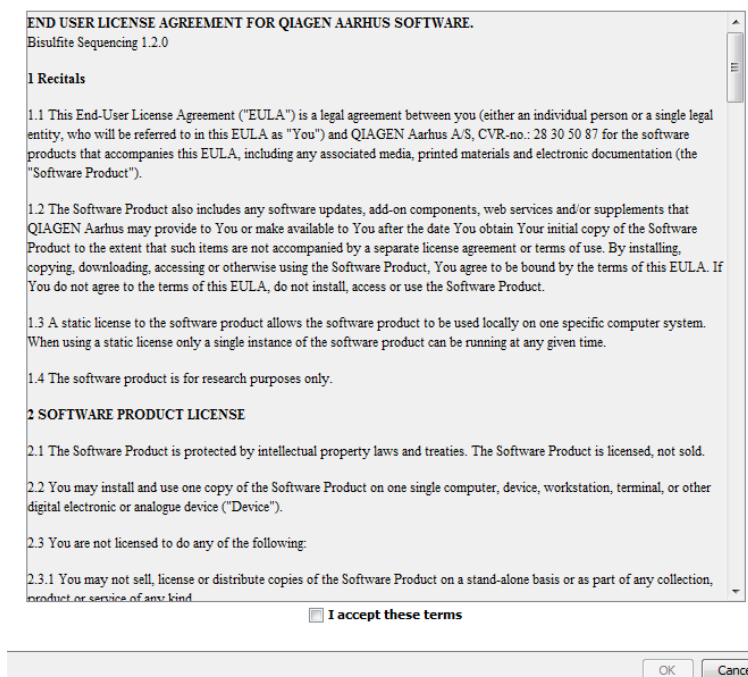 END USER LICENSE AGREEMENT FOR QIAGEN AARHUS SOFTWARE.
Bisulfite Sequencing 1.2.0
1 Recitals
1.1 This End-User License Agreement ("EULA") is a legal agreement between you (either an individual person or a single legal
entity, who will be referred to in this EULA as "You") and QIAGEN Aarhus A/S, CVR-no.: 28 30 50 87 for the software
products that accompanies this EULA, including any associated media, printed materials and electronic documentation (the
"Software Product").
1.2 The Software Product also includes any software updates, add-on components, web services and/or supplements that
QIAGEN Aarhus may provide to You or make available to You after the date You obtain Your initial copy of the Software
Product to the extent that such items are not accompanied by a separate license agreement or terms of use. By installing,
copying, downloading, accessing or otherwise using the Software Product, You agree to be bound by the terms of this EULA. If
You do not agree to the terms of this EULA, do not install, access or use the Software Product.
1.3 A static license to the software product allows the software product to be used locally on one specific computer system.
When using a static license only a single instance of the software product can be running at any given time.
1.4 The software product is for research purposes only.
2 SOFTWARE PRODUCT LICENSE
2.1 The Software Product is protected by intellectual property laws and treaties. The Software Product is licensed, not sold.
2.2 You may install and use one copy of the Software Product on one single computer, device, workstation, terminal, or other
digital electronic or analogue device ("Device").
2.3 You are not licensed to do any of the following:
2.3.1 You may not sell, license or distribute copies of the Software Product on a stand-alone basis or as part of any collection,
product or service of any kind
I accept these terms
OK Cance